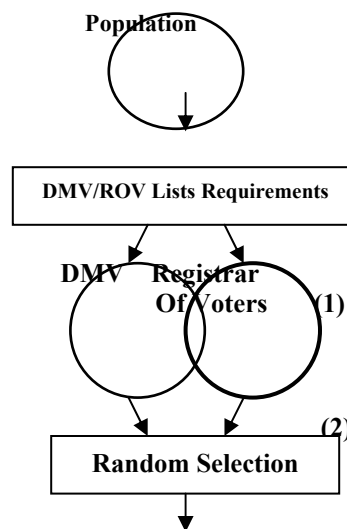 Population
DMV/ROV Lists Requirements
DMV
Registrar
Of Voters
(1)
(2)
Random Selection